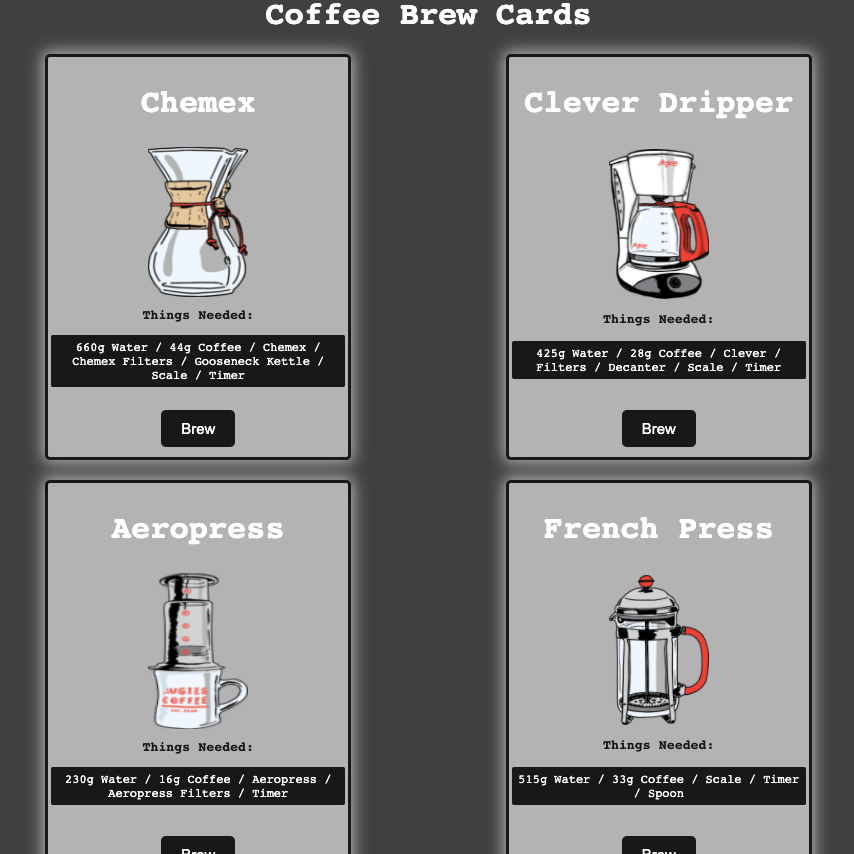 Coffee Brew Cards
Chemex
Things Needed:
660g Water / 44g Coffee / Chemex /
Chemex Filters / Gooseneck Kettle /
Scale / Timer
Brew
Clever Dripper
Things Needed:
425g Water / 28g Coffee / Clever /
Filters / Decanter / Scale / Timer
Brew
Aeropress
COFFEE
Things Needed:
230g Water / 16g Coffee / Aeropress /
Aeropress Filters / Timer
Brew
French Press
Things Needed:
515g Water / 33g Coffee / Scale / Timer
/ Spoon
Brew